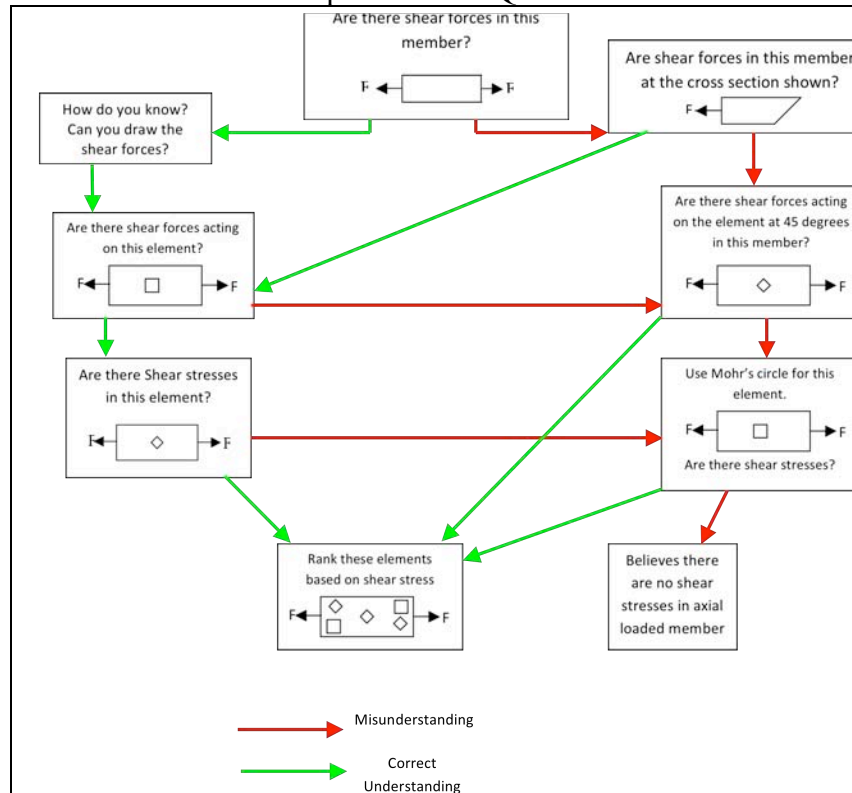 Are there shear forces in this
member?
F F
Are shear forces in this member
at the cross section shown?
F
How do you know?
Can you draw the
shear forces?
Are there shear forces acting
on this element?
F F
Are there shear forces acting
on the element at 45 degrees
in this member?
F F
Are there Shear stresses
in this element?
F F
Use Mohr's circle for this
element.
F F
Are there shear stresses?
Rank these elements
based on shear stress
F F
Believes there
are no shear
stresses in axial
loaded member
Misunderstanding
Correct
Understanding